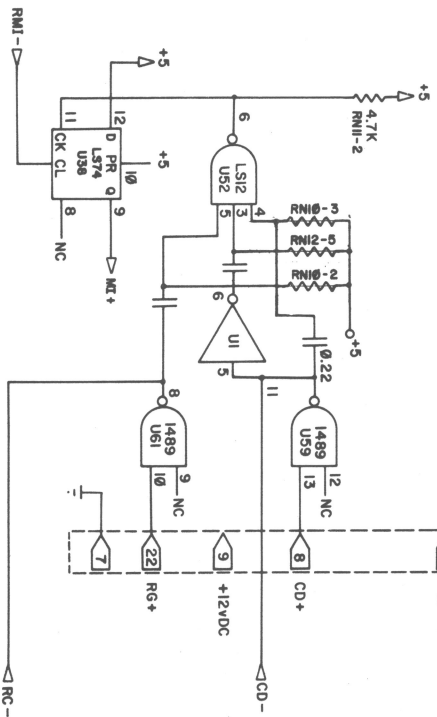 RMI-
+5
+5
11
12
CK
D
CL
PR
10
+5
U38
LS74
Q
8
9
NC
MI+
6
4.7K
RN11-2
+5
LS12
U52
5
3
4
RN10-3
RN12-5
RN10-2
+5
6
U1
5
0.22
11
8
1489
U61
10
9
NC
1489
U59
13
12
NC
7
22
9
8
RG+
+12vDC
CD+
RC-
CD-